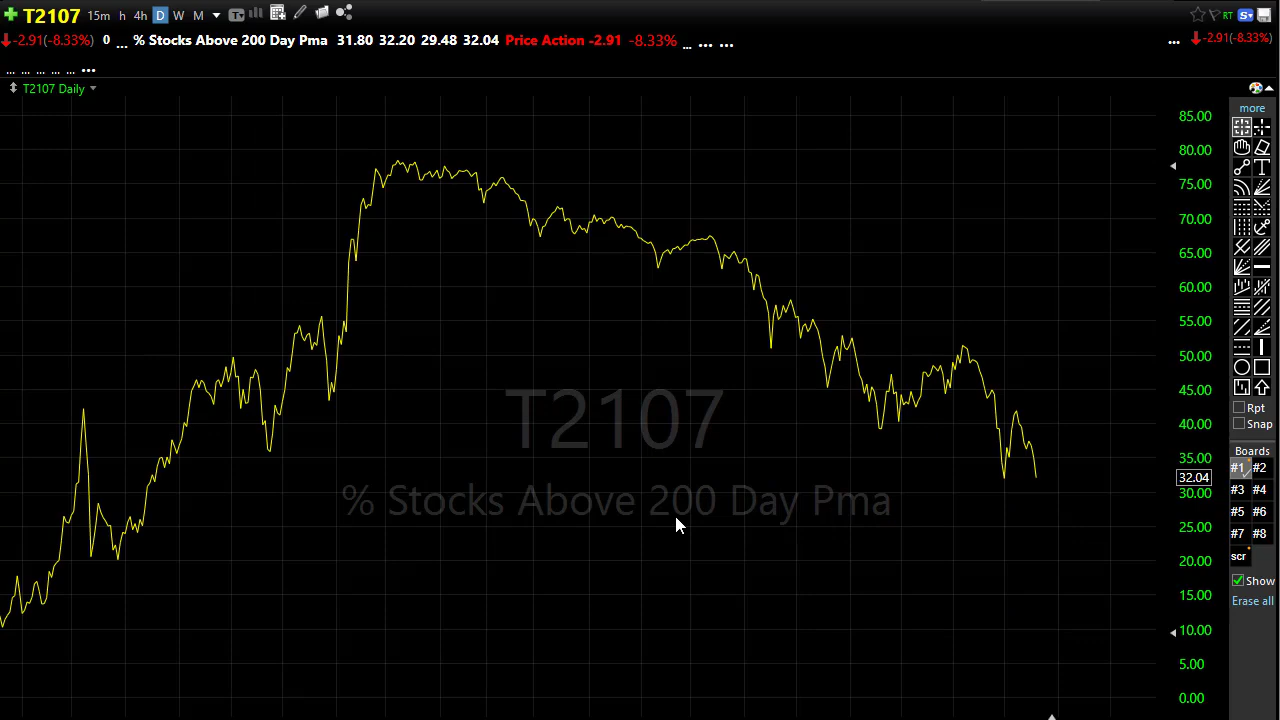 T2107 15m h 4h D W M T RT S
-2.91(-8.33%) 0 ... % Stocks Above 200 Day Pma 31.80 32.20 29.48 32.04 Price Action -2.91 -8.33% ... ... ... ... -2.91(-8.33%)
... ... ... ... ... ...
T2107 Daily
more
85.00
80.00
75.00
70.00
65.00
60.00
55.00
50.00
45.00
40.00
35.00
32.04
30.00
25.00
20.00
15.00
10.00
5.00
0.00
T2107
% Stocks Above 200 Day Pma
T
Rpt
Snap
Boards
#1 #2
#3 #4
#5 #6
#7 #8
scr
Show
Erase all